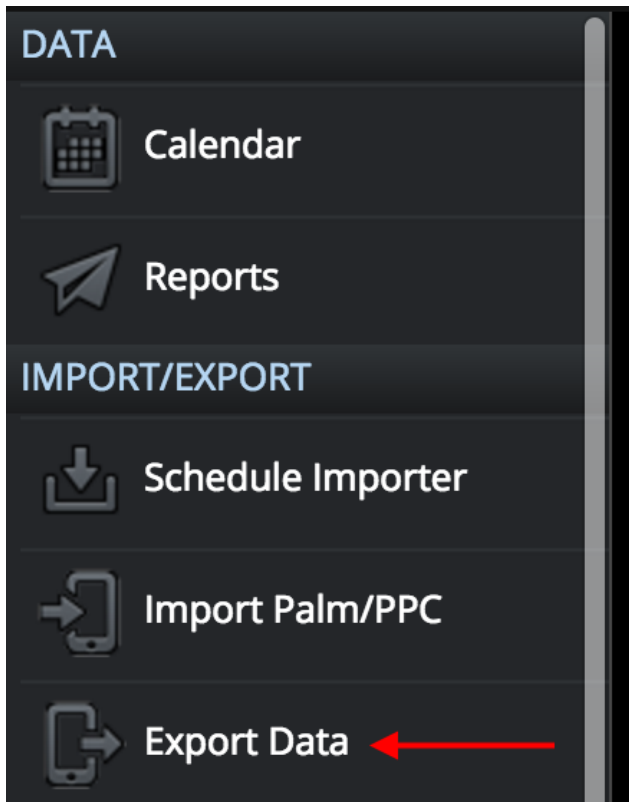 DATA
Calendar
Reports
IMPORT/EXPORT
Schedule Importer
Import Palm/PPC
Export Data